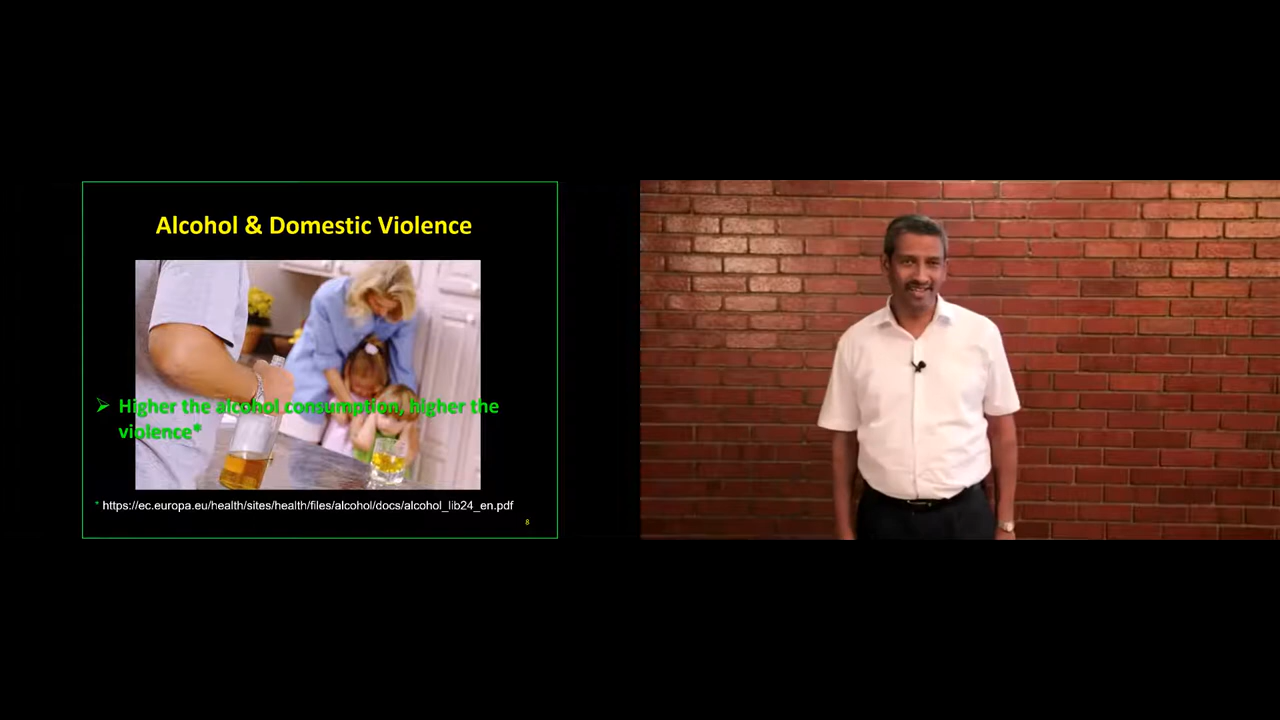 Alcohol & Domestic Violence
➢ Higher the alcohol consumption, higher the
violence*
* https://ec.europa.eu/health/sites/health/files/alcohol/docs/alcohol_lib24_en.pdf
8